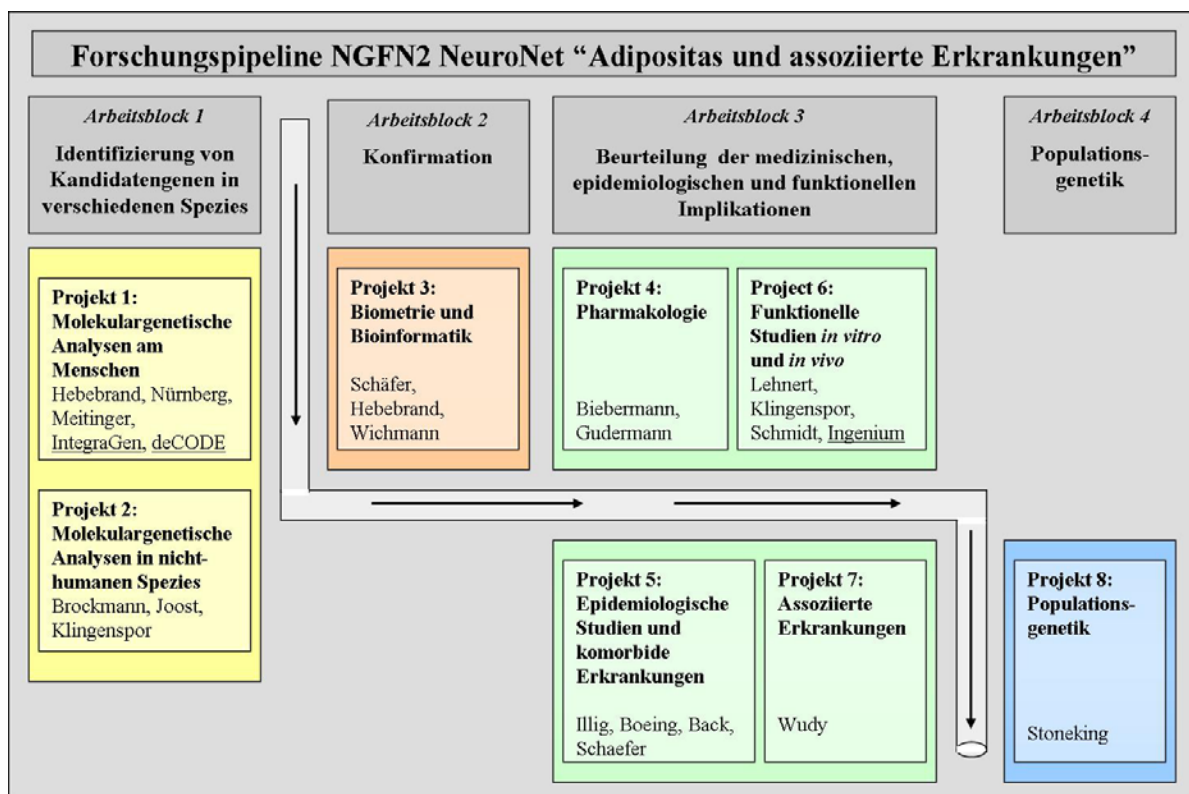 Forschungspipeline NGFN2 NeuroNet “Adipositas und assoziierte Erkrankungen”
Arbeitsblock 1
Identifizierung von
Kandidatengenen in
verschiedenen Spezies
Arbeitsblock 2
Konfirmation
Arbeitsblock 3
Beurteilung der medizinischen,
epidemiologischen und funktionellen
Implikationen
Arbeitsblock 4
Populations-
genetik
Projekt 1:
Molekulargenetische
Analysen am
Menschen
Hebebrand, Nürnberg,
Meitinger,
IntegraGen, deCODE
Projekt 2:
Molekulargenetische
Analysen in nicht-
humanen Spezies
Brockmann, Joost,
Klingenspor
Projekt 3:
Biometrie und
Bioinformatik
Schäfer,
Hebebrand,
Wichmann
Projekt 4:
Pharmakologie
Biebermann,
Gudermann
Project 6:
Funktionelle
Studien in vitro
und in vivo
Lehnert,
Klingenspor,
Schmidt, Ingenium
Projekt 5:
Epidemiologische
Studien und
komorbide
Erkrankungen
Illig, Boeing, Back,
Schaefer
Projekt 7:
Assoziierte
Erkrankungen
Wudy
Projekt 8:
Populations-
genetik
Stoneking